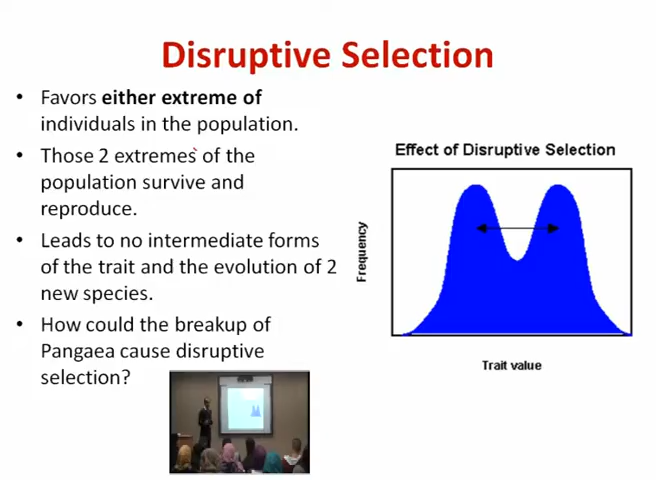 Disruptive Selection
• Favors either extreme of
individuals in the population.
• Those 2 extremes of the
population survive and
reproduce.
• Leads to no intermediate forms
of the trait and the evolution of 2
new species.
• How could the breakup of
Pangaea cause disruptive
selection?
Effect of Disruptive Selection
Frequency
Trait value